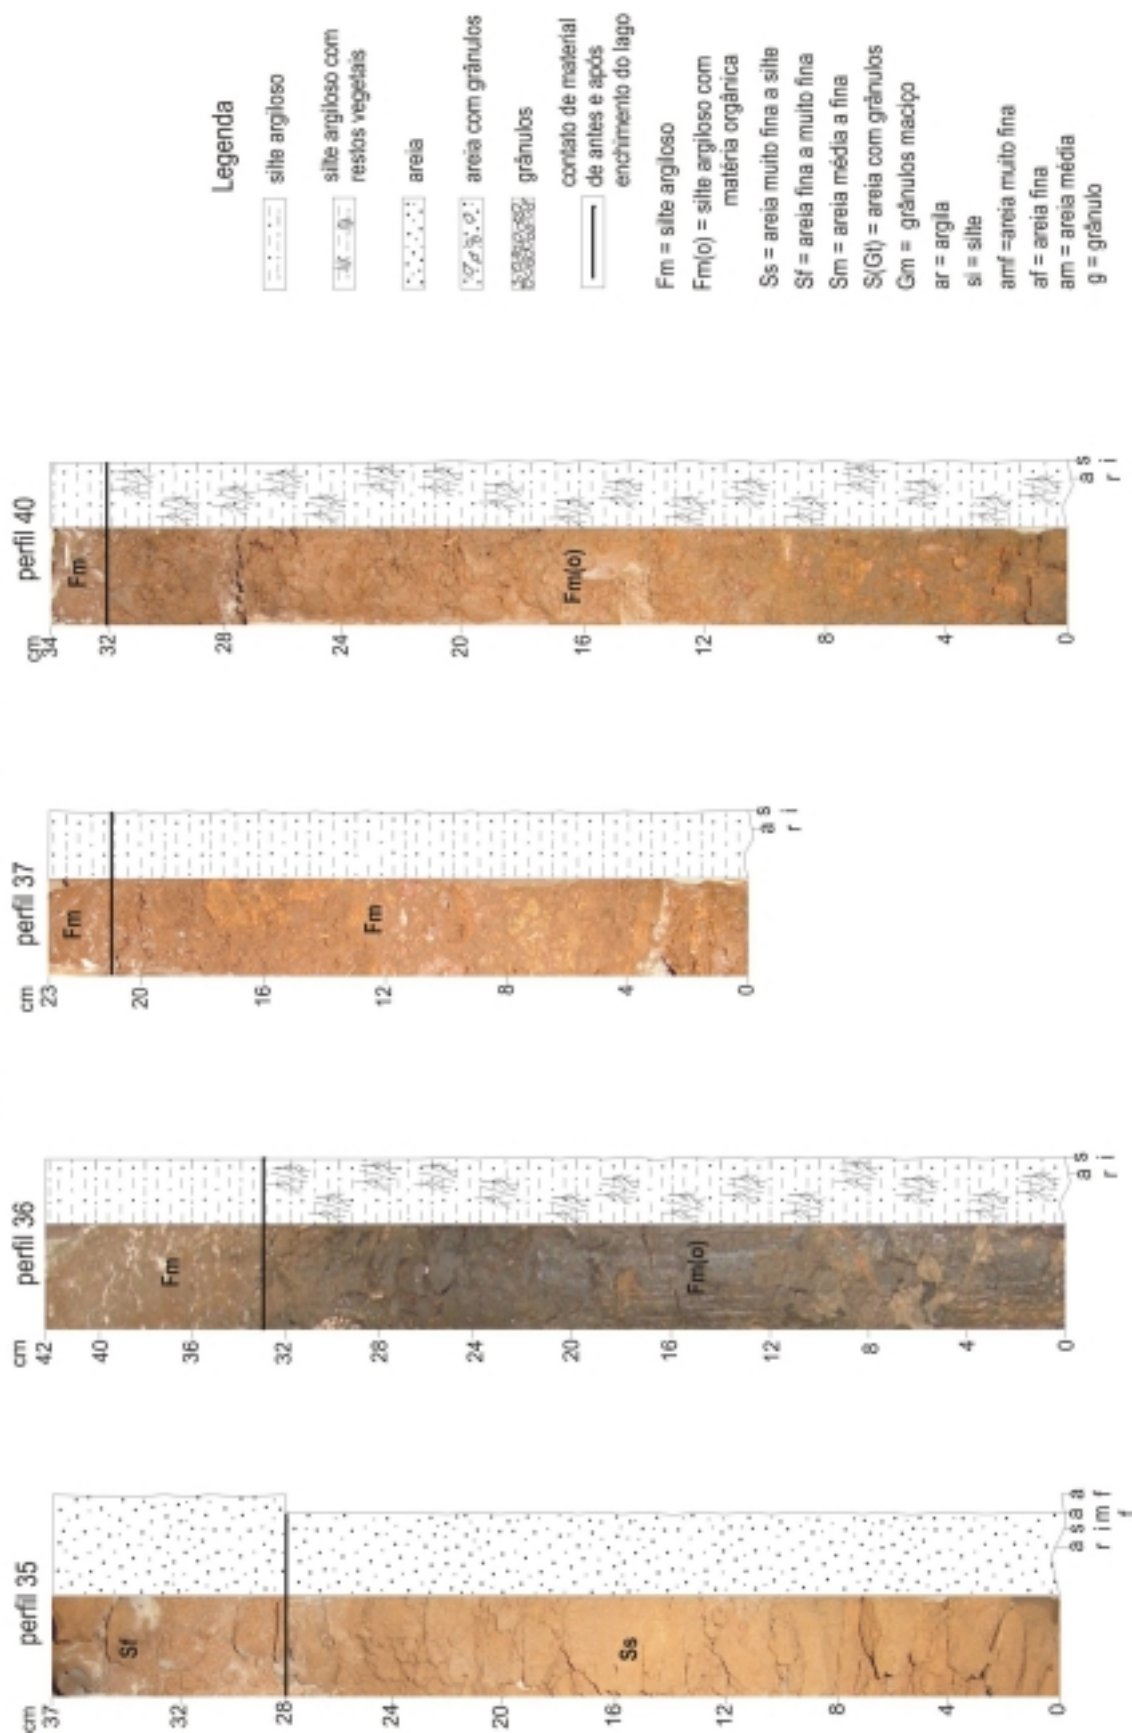 perfil 35
cm
37
32
28
24
20
16
12
8
4
0
Sf
Ss
a s a a
r i m f
f
perfil 36
cm
42
40
36
32
28
24
20
16
12
8
4
0
Fm
Fm(o)
a s
r i
perfil 37
cm
23
20
16
12
8
4
0
Fm
Fm
a s
r i
perfil 40
cm
34
32
28
24
20
16
12
8
4
0
Fm
Fm(o)
a s
r i
Legenda
silte argiloso
silte argiloso com
restos vegetais
areia
areia com grânulos
grânulos
contato de material
de antes e após
enchimento do lago
Fm = silte argiloso
Fm(o) = silte argiloso com
matéria orgânica
Ss = areia muito fina a silte
Sf = areia fina a muito fina
Sm = areia média a fina
S(Gt) = areia com grânulos
Gm = grânulos maciço
ar = argila
si = silte
amf =areia muito fina
af = areia fina
am = areia média
g = grânulo